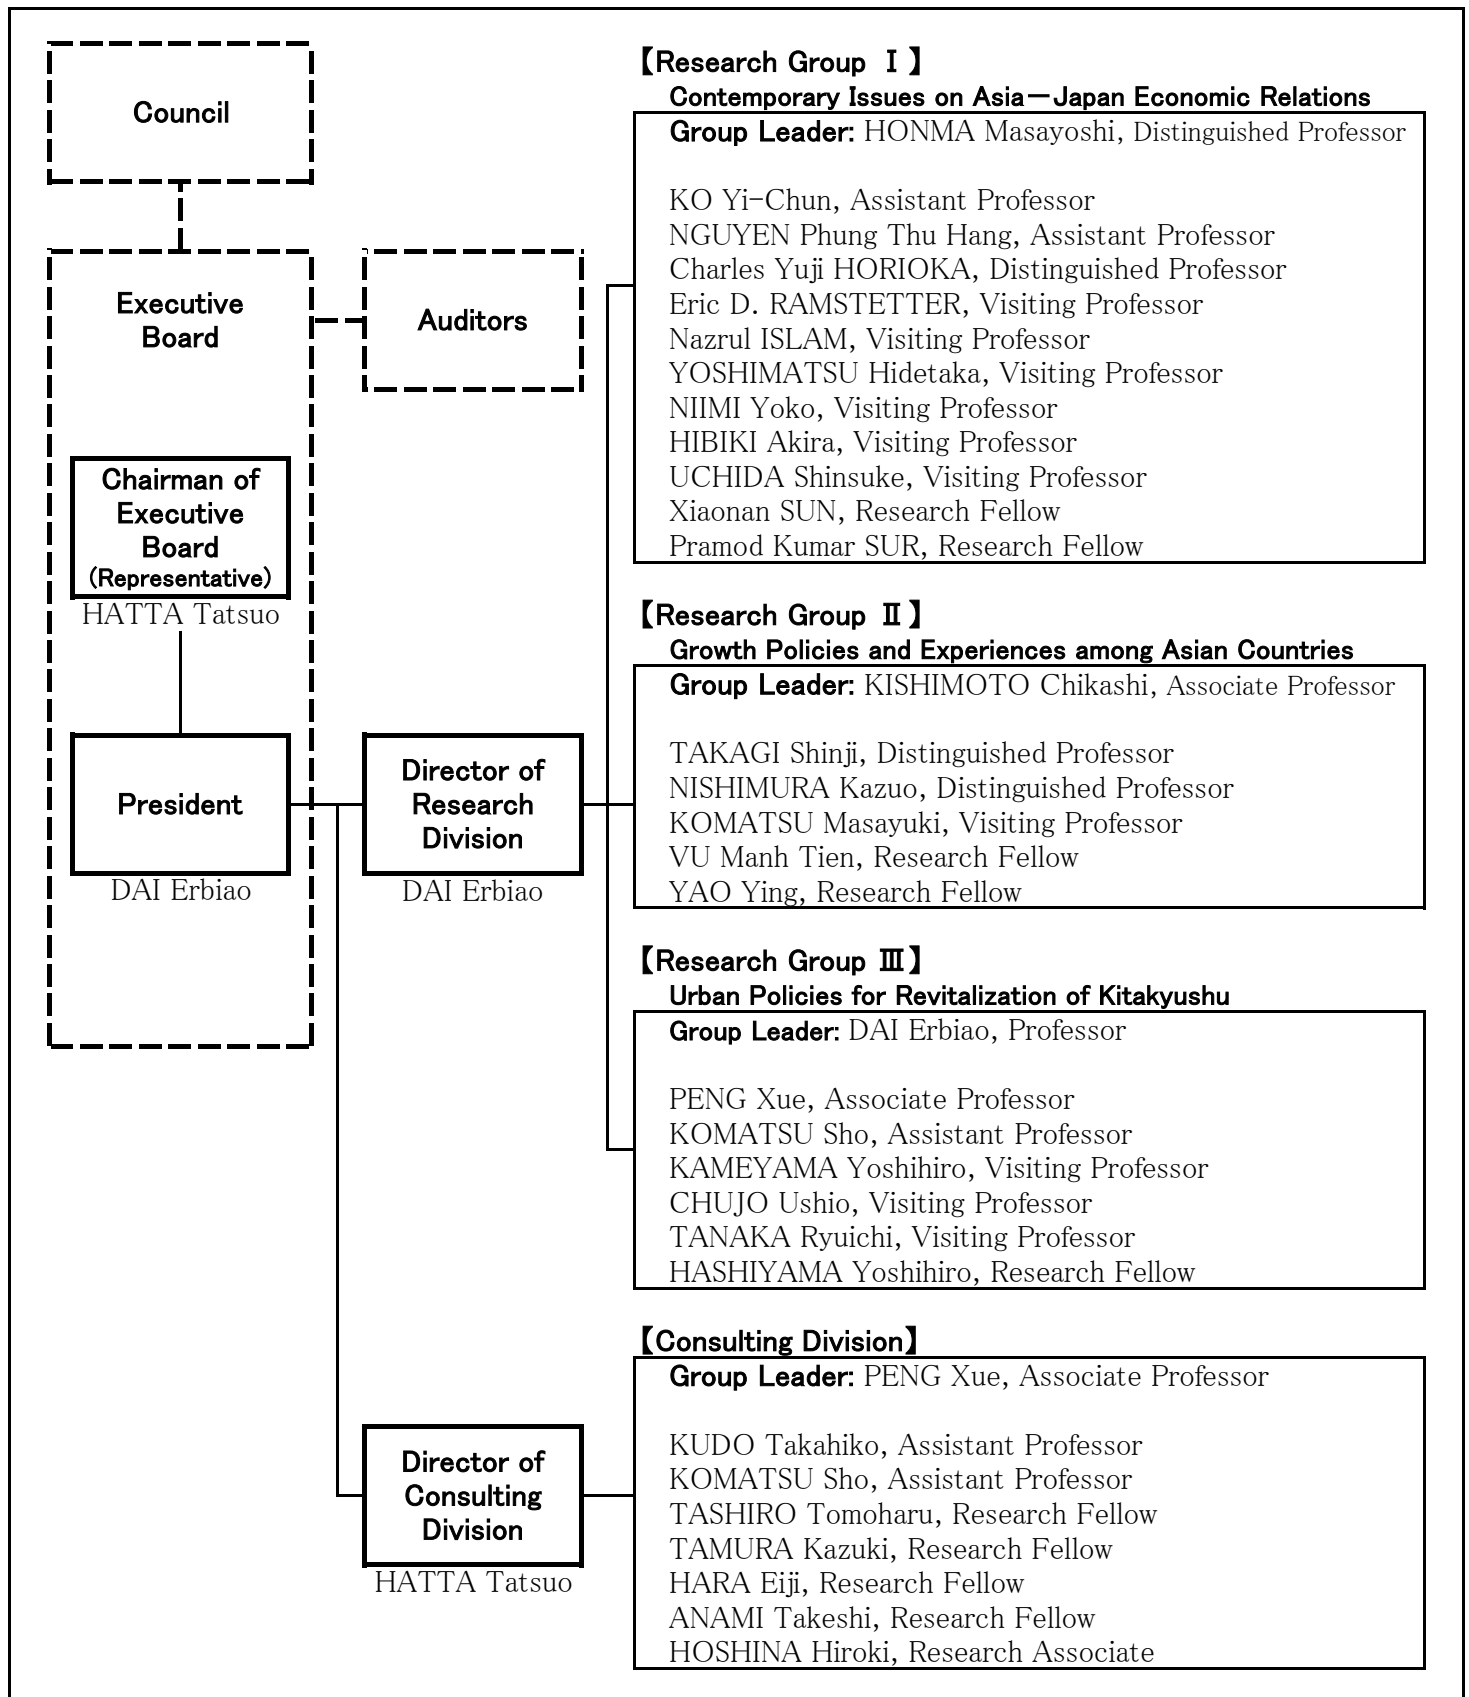 Council
Executive
Board
Auditors
Chairman of
Executive
Board
(Representative)
HATTA Tatsuo
President
DAI Erbiao
Director of
Research
Division
DAI Erbiao
Director of
Consulting
Division
HATTA Tatsuo
【Research Group Ⅰ】
Contemporary Issues on Asia－Japan Economic Relations
Group Leader: HONMA Masayoshi, Distinguished Professor
KO Yi-Chun, Assistant Professor
NGUYEN Phung Thu Hang, Assistant Professor
Charles Yuji HORIOKA, Distinguished Professor
Eric D. RAMSTETTER, Visiting Professor
Nazrul ISLAM, Visiting Professor
YOSHIMATSU Hidetaka, Visiting Professor
NIIMI Yoko, Visiting Professor
HIBIKI Akira, Visiting Professor
UCHIDA Shinsuke, Visiting Professor
Xiaonan SUN, Research Fellow
Pramod Kumar SUR, Research Fellow
【Research Group Ⅱ】
Growth Policies and Experiences among Asian Countries
Group Leader: KISHIMOTO Chikashi, Associate Professor
TAKAGI Shinji, Distinguished Professor
NISHIMURA Kazuo, Distinguished Professor
KOMATSU Masayuki, Visiting Professor
VU Manh Tien, Research Fellow
YAO Ying, Research Fellow
【Research Group Ⅲ】
Urban Policies for Revitalization of Kitakyushu
Group Leader: DAI Erbiao, Professor
PENG Xue, Associate Professor
KOMATSU Sho, Assistant Professor
KAMEYAMA Yoshihiro, Visiting Professor
CHUJO Ushio, Visiting Professor
TANAKA Ryuichi, Visiting Professor
HASHIYAMA Yoshihiro, Research Fellow
【Consulting Division】
Group Leader: PENG Xue, Associate Professor
KUDO Takahiko, Assistant Professor
KOMATSU Sho, Assistant Professor
TASHIRO Tomoharu, Research Fellow
TAMURA Kazuki, Research Fellow
HARA Eiji, Research Fellow
ANAMI Takeshi, Research Fellow
HOSHINA Hiroki, Research Associate